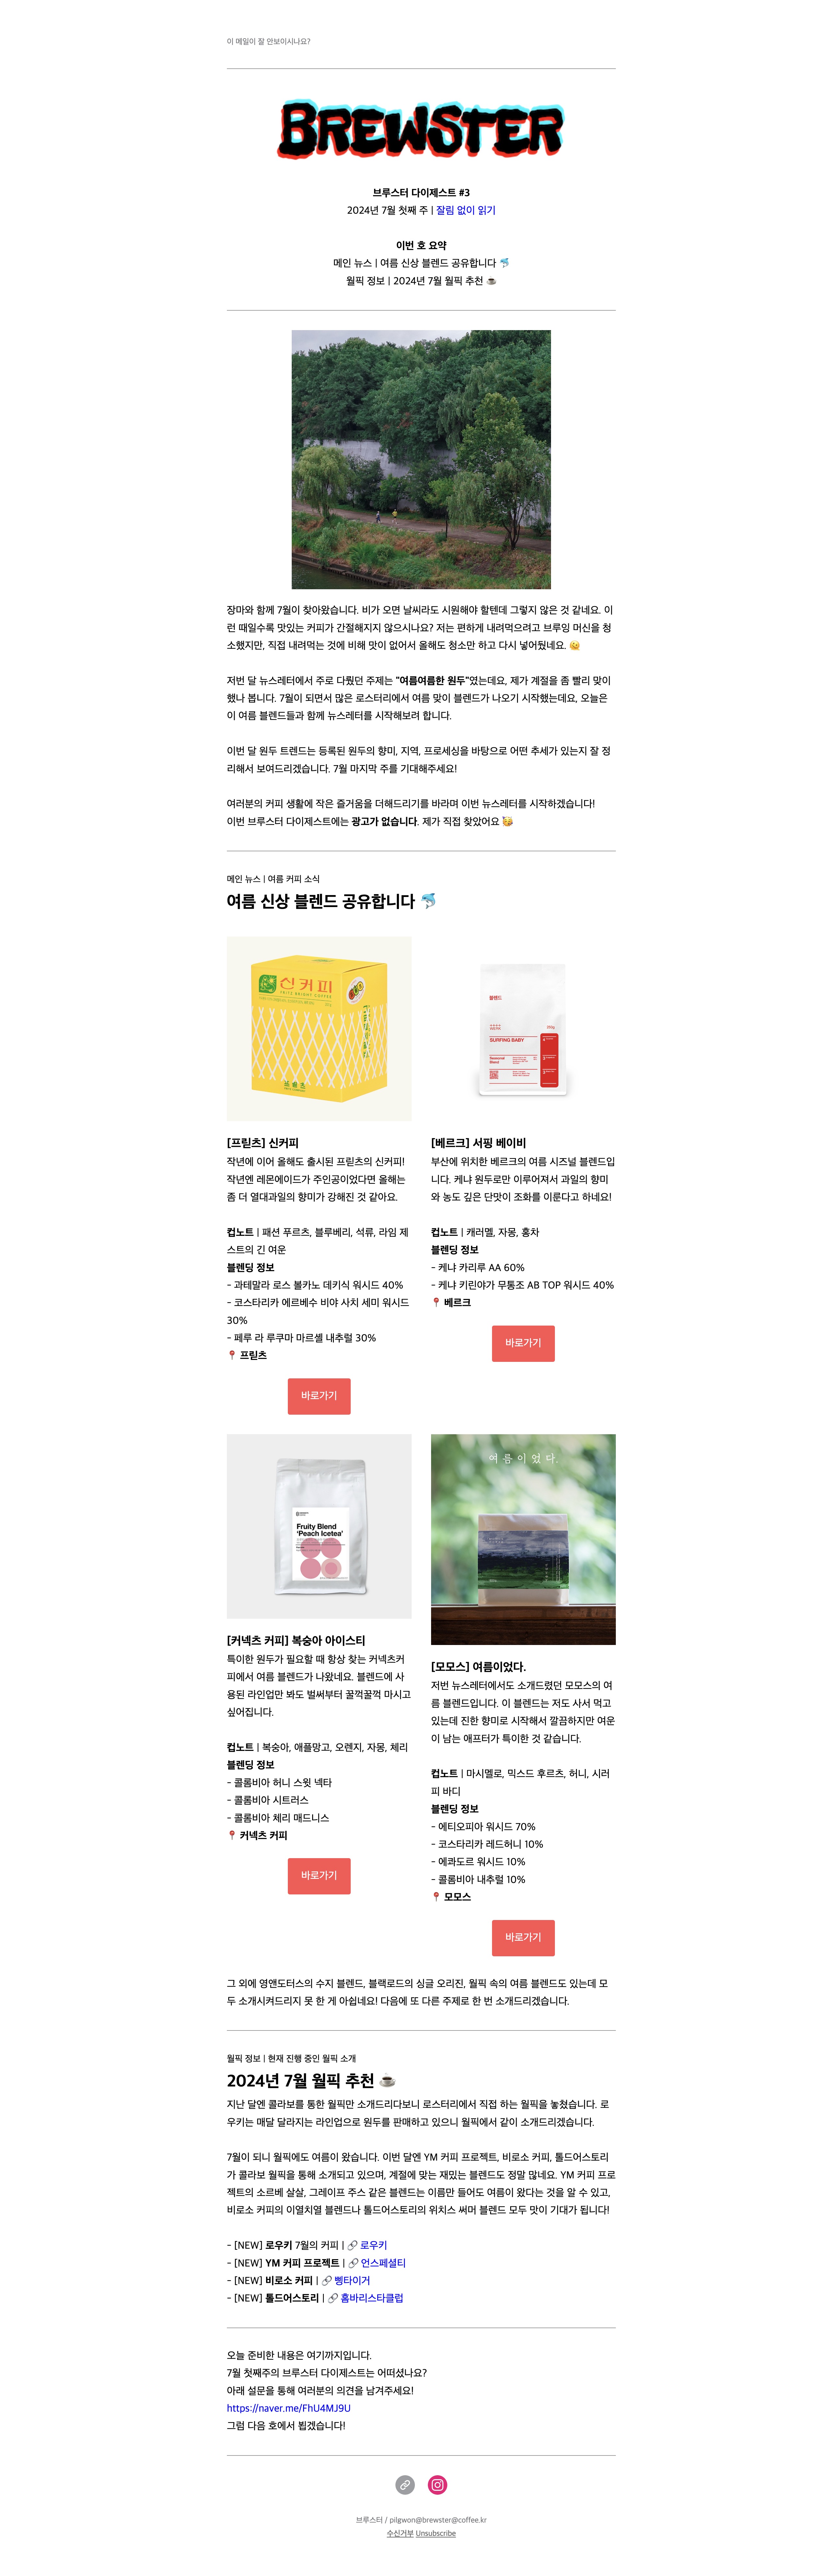 이 메일이 잘 안보이시나요?
BREWSTER
브루스터 다이제스트 #3
2024년 7월 첫째 주 | 잘림 없이 읽기
이번 호 요약
메인 뉴스 | 여름 신상 블렌드 공유합니다 🐬
월픽 정보 | 2024년 7월 월픽 추천 ☕
장마와 함께 7월이 찾아왔습니다. 비가 오면 날씨라도 시원해야 할텐데 그렇지 않은 것 같네요. 이
런 때일수록 맛있는 커피가 간절해지지 않으시나요? 저는 편하게 내려먹으려고 브루잉 머신을 청
소했지만, 직접 내려먹는 것에 비해 맛이 없어서 올해도 청소만 하고 다시 넣어뒀네요. 🫠
저번 달 뉴스레터에서 주로 다뤘던 주제는 "여름여름한 원두"였는데요, 제가 계절을 좀 빨리 맞이
했나 봅니다. 7월이 되면서 많은 로스터리에서 여름 맞이 블렌드가 나오기 시작했는데요, 오늘은
이 여름 블렌드들과 함께 뉴스레터를 시작해보려 합니다.
이번 달 원두 트렌드는 등록된 원두의 향미, 지역, 프로세싱을 바탕으로 어떤 추세가 있는지 잘 정
리해서 보여드리겠습니다. 7월 마지막 주를 기대해주세요!
여러분의 커피 생활에 작은 즐거움을 더해드리기를 바라며 이번 뉴스레터를 시작하겠습니다!
이번 브루스터 다이제스트에는 광고가 없습니다. 제가 직접 찾았어요 🥳
메인 뉴스 | 여름 커피 소식
여름 신상 블렌드 공유합니다 🐬
신커피
FRITZ BRIGHT COFFEE
블렌드
SURFING BABY
Seasonal
Blend
[프릳츠] 신커피
작년에 이어 올해도 출시된 프릳츠의 신커피!
작년엔 레몬에이드가 주인공이었다면 올해는
좀 더 열대과일의 향미가 강해진 것 같아요.
컵노트 | 패션 푸르츠, 블루베리, 석류, 라임 제
스트의 긴 여운
블렌딩 정보
- 과테말라 로스 볼카노 데키식 워시드 40%
- 코스타리카 에르베수 비야 사치 세미 워시드
30%
- 페루 라 루쿠마 마르셸 내추럴 30%
📍 프릳츠
바로가기
[베르크] 서핑 베이비
부산에 위치한 베르크의 여름 시즈널 블렌드입
니다. 케냐 원두로만 이루어져서 과일의 향미
와 농도 깊은 단맛이 조화를 이룬다고 하네요!
컵노트 | 캐러멜, 자몽, 홍차
블렌딩 정보
- 케냐 카리루 AA 60%
- 케냐 키린야가 무통조 AB TOP 워시드 40%
📍 베르크
바로가기
Fruity Blend
'Peach Icetea'
여름이었다.
[커넥츠 커피] 복숭아 아이스티
특이한 원두가 필요할 때 항상 찾는 커넥츠커
피에서 여름 블렌드가 나왔네요. 블렌드에 사
용된 라인업만 봐도 벌써부터 꿀꺽꿀꺽 마시고
싶어집니다.
컵노트 | 복숭아, 애플망고, 오렌지, 자몽, 체리
블렌딩 정보
- 콜롬비아 허니 스윗 넥타
- 콜롬비아 시트러스
- 콜롬비아 체리 매드니스
📍 커넥츠 커피
바로가기
[모모스] 여름이었다.
저번 뉴스레터에서도 소개드렸던 모모스의 여
름 블렌드입니다. 이 블렌드는 저도 사서 먹고
있는데 진한 향미로 시작해서 깔끔하지만 여운
이 남는 애프터가 특이한 것 같습니다.
컵노트 | 마시멜로, 믹스드 후르츠, 허니, 시러
피 바디
블렌딩 정보
- 에티오피아 워시드 70%
- 코스타리카 레드허니 10%
- 에콰도르 워시드 10%
- 콜롬비아 내추럴 10%
📍 모모스
바로가기
그 외에 영앤도터스의 수지 블렌드, 블랙로드의 싱글 오리진, 월픽 속의 여름 블렌드도 있는데 모
두 소개시켜드리지 못 한 게 아쉽네요! 다음에 또 다른 주제로 한 번 소개드리겠습니다.
월픽 정보 | 현재 진행 중인 월픽 소개
2024년 7월 월픽 추천 ☕
지난 달엔 콜라보를 통한 월픽만 소개드리다보니 로스터리에서 직접 하는 월픽을 놓쳤습니다. 로
우키는 매달 달라지는 라인업으로 원두를 판매하고 있으니 월픽에서 같이 소개드리겠습니다.
7월이 되니 월픽에도 여름이 왔습니다. 이번 달엔 YM 커피 프로젝트, 비로소 커피, 톨드어스토리
가 콜라보 월픽을 통해 소개되고 있으며, 계절에 맞는 재밌는 블렌드도 정말 많네요. YM 커피 프로
젝트의 소르베 살살, 그레이프 주스 같은 블렌드는 이름만 들어도 여름이 왔다는 것을 알 수 있고,
비로소 커피의 이열치열 블렌드나 톨드어스토리의 위치스 써머 블렌드 모두 맛이 기대가 됩니다!
- [NEW] 로우키 7월의 커피 | 🔗 로우키
- [NEW] YM 커피 프로젝트 | 🔗 언스페셜티
- [NEW] 비로소 커피 | 🔗 삥타이거
- [NEW] 톨드어스토리 | 🔗 홈바리스타클럽
오늘 준비한 내용은 여기까지입니다.
7월 첫째주의 브루스터 다이제스트는 어떠셨나요?
아래 설문을 통해 여러분의 의견을 남겨주세요!
https://naver.me/FhU4MJ9U
그럼 다음 호에서 뵙겠습니다!
브루스터 / pilgwon@brewster@coffee.kr
수신거부 Unsubscribe